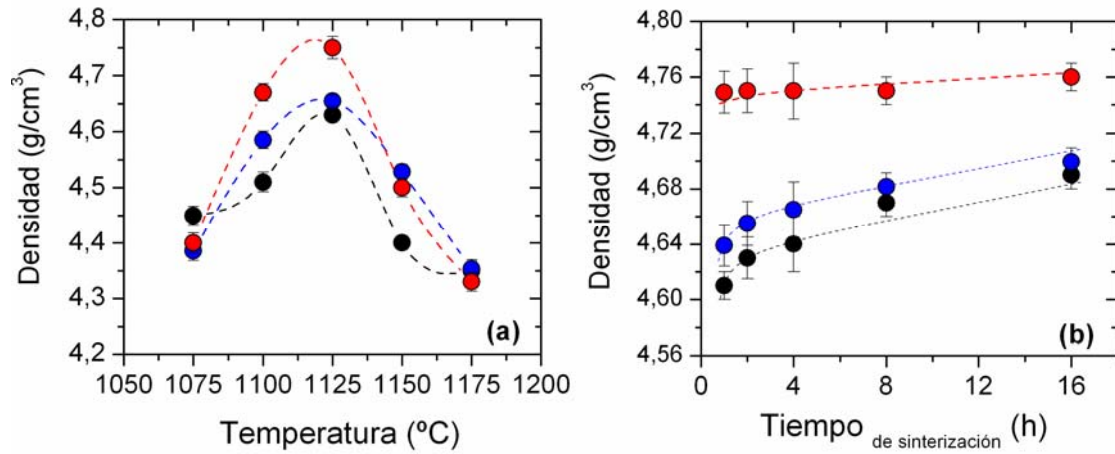 4,8
4,7
4,6
4,5
4,4
4,3
4,2
Densidad (g/cm³)
(a)
1050 1075 1100 1125 1150 1175 1200
Temperatura (ºC)
4,80
4,76
4,72
4,68
4,64
4,60
4,56
Densidad (g/cm³)
(b)
0 4 8 12 16
Tiempo de sinterización (h)